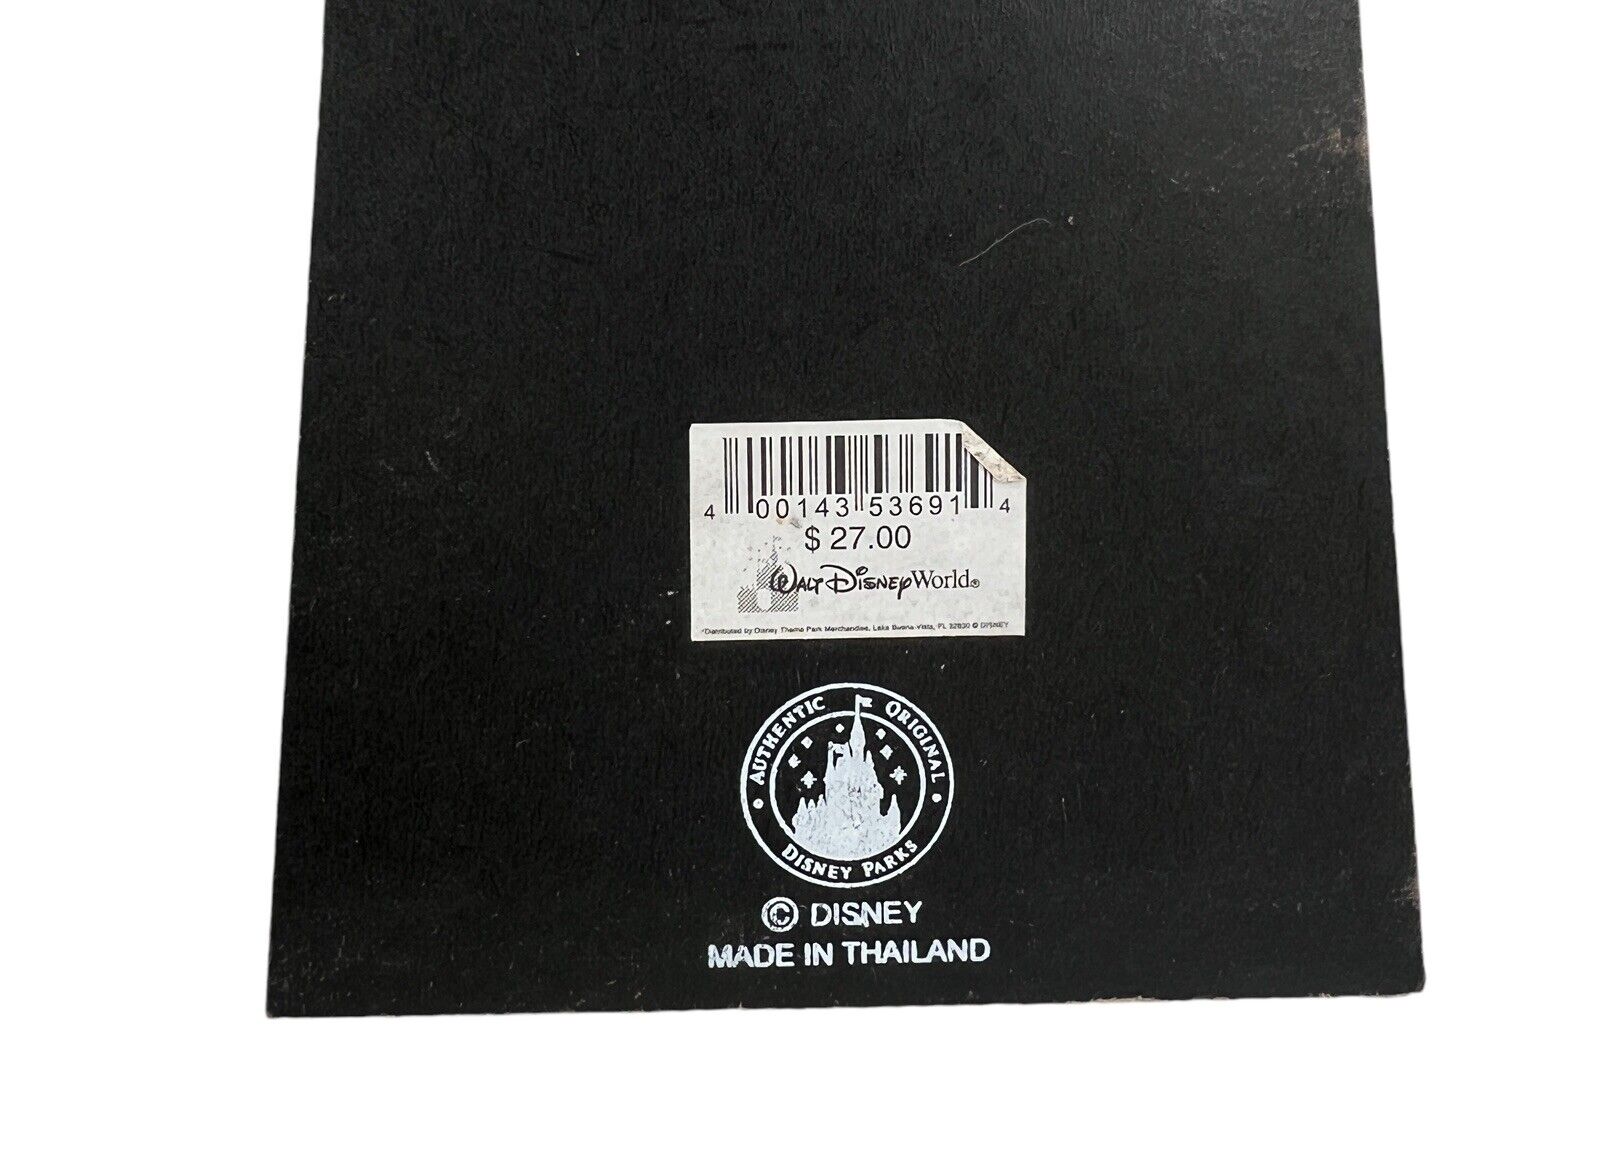 4 00143 53691 4
$ 27.00
WALT DISNEY World®
*Distributed by Disney Theme Park Merchandise, Lake Buena Vista, FL 32830 © DISNEY
AUTHENTIC ORIGINAL
DISNEY PARKS
© DISNEY
MADE IN THAILAND